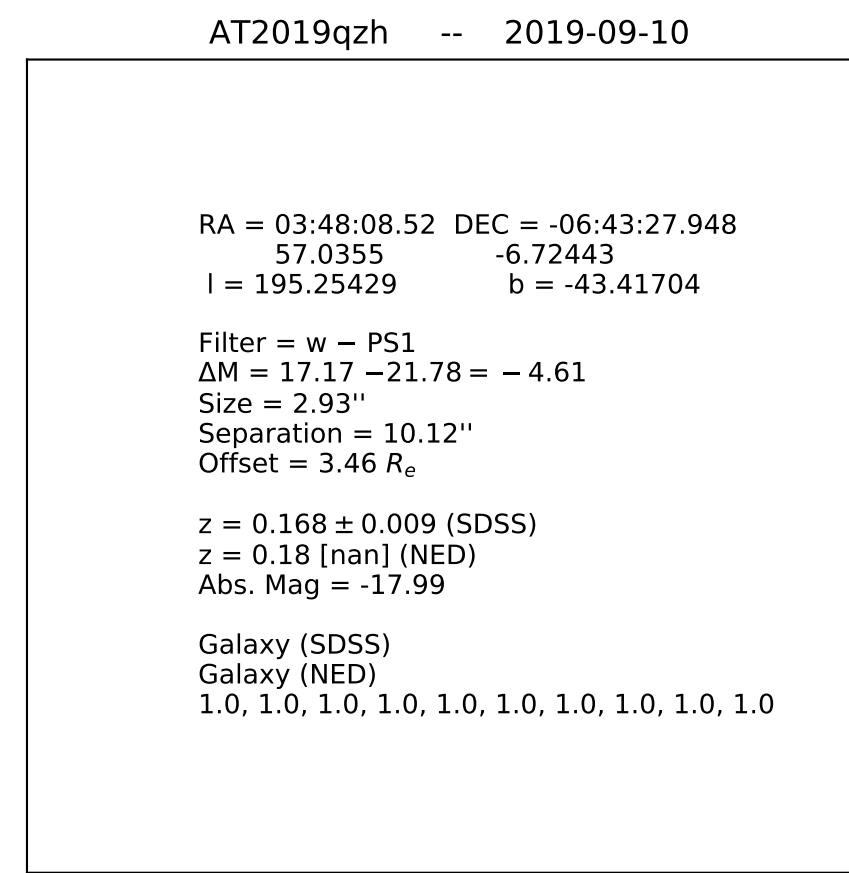 AT2019qzh -- 2019-09-10
RA = 03:48:08.52 DEC = -06:43:27.948
57.0355 -6.72443
l = 195.25429 b = -43.41704
Filter = w − PS1
ΔM = 17.17 −21.78 = − 4.61
Size = 2.93''
Separation = 10.12''
Offset = 3.46 Rₑ
z = 0.168 ± 0.009 (SDSS)
z = 0.18 [nan] (NED)
Abs. Mag = -17.99
Galaxy (SDSS)
Galaxy (NED)
1.0, 1.0, 1.0, 1.0, 1.0, 1.0, 1.0, 1.0, 1.0, 1.0